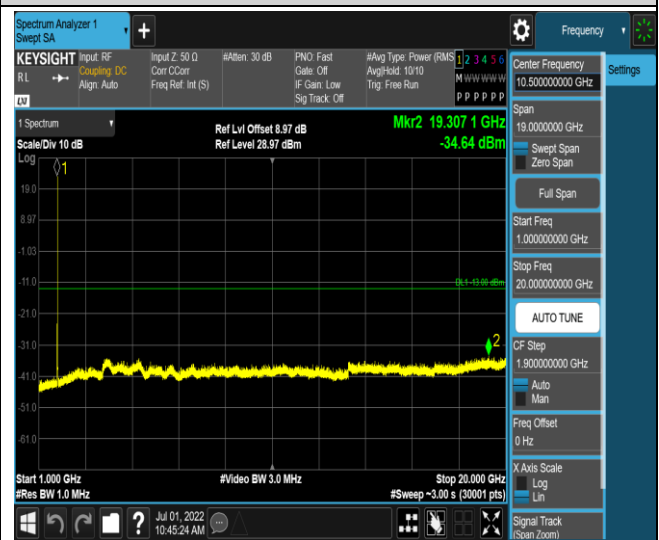 Spectrum Analyzer 1
Swept SA
Frequency
KEYSIGHT
RL
Input: RF
Coupling: DC
Align: Auto
Input Z: 50 Ω
Corr CCorr
Freq Ref: Int (S)
#Atten: 30 dB
PNO: Fast
Gate: Off
IF Gain: Low
Sig Track: Off
#Avg Type: Power (RMS
Avg|Hold: 10/10
Trig: Free Run
1 2 3 4 5 6
M W W W W W
P P P P P P
LW
1 Spectrum
Scale/Div 10 dB
Log
Ref Lvl Offset 8.97 dB
Ref Level 28.97 dBm
Mkr2 19.307 1 GHz
-34.64 dBm
1
19.0
8.97
-1.03
-11.0
DL1 -13.00 dBm
-21.0
-31.0
2
-41.0
-51.0
-61.0
Start 1.000 GHz
#Res BW 1.0 MHz
#Video BW 3.0 MHz
Stop 20.000 GHz
#Sweep ~3.00 s (30001 pts)
?
Jul 01, 2022
10:45:24 AM
Center Frequency
10.500000000 GHz
Settings
Span
19.0000000 GHz
Swept Span
Zero Span
Full Span
Start Freq
1.000000000 GHz
Stop Freq
20.000000000 GHz
AUTO TUNE
CF Step
1.900000000 GHz
Auto
Man
Freq Offset
0 Hz
X Axis Scale
Log
Lin
Signal Track
(Span Zoom)